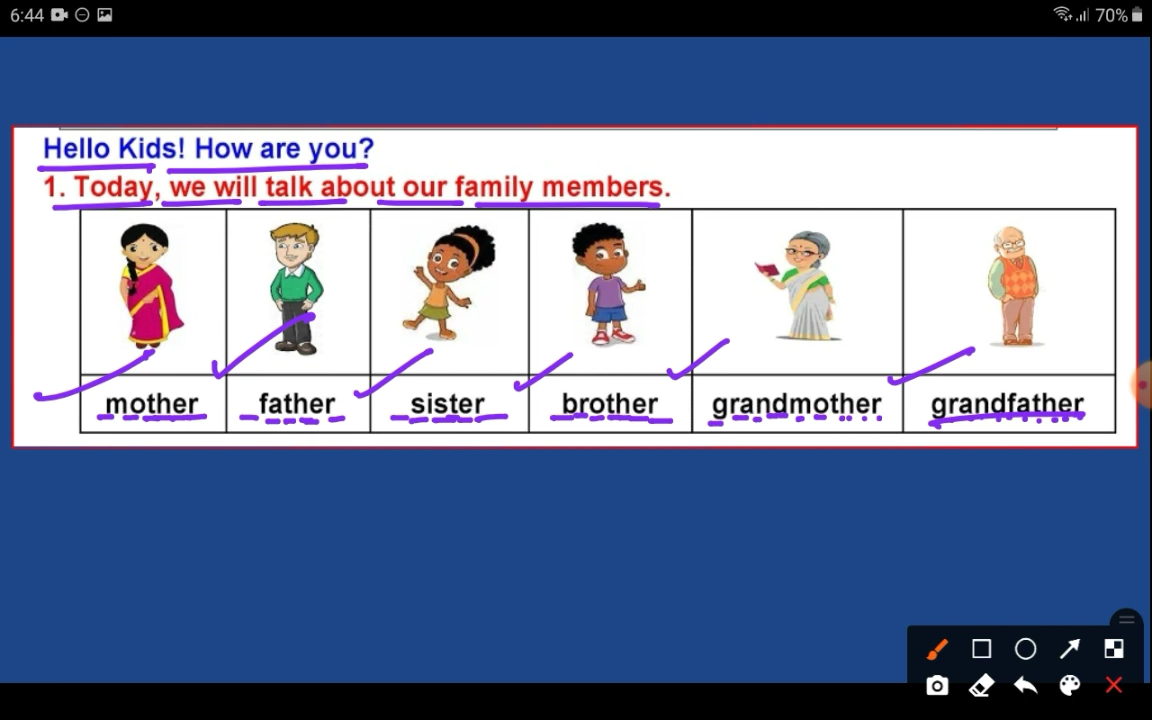 6:44 70%
Hello Kids! How are you?
1. Today, we will talk about our family members.
mother father sister brother grandmother grandfather